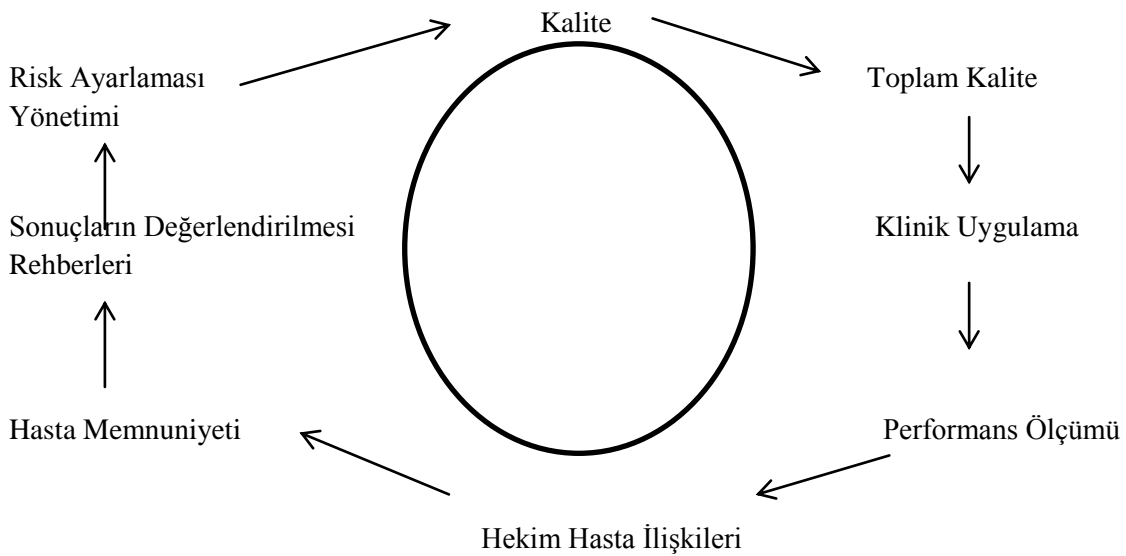 Kalite
Risk Ayarlaması
Yönetimi
Toplam Kalite
Sonuçların Değerlendirilmesi
Rehberleri
Klinik Uygulama
Hasta Memnuniyeti
Performans Ölçümü
Hekim Hasta İlişkileri